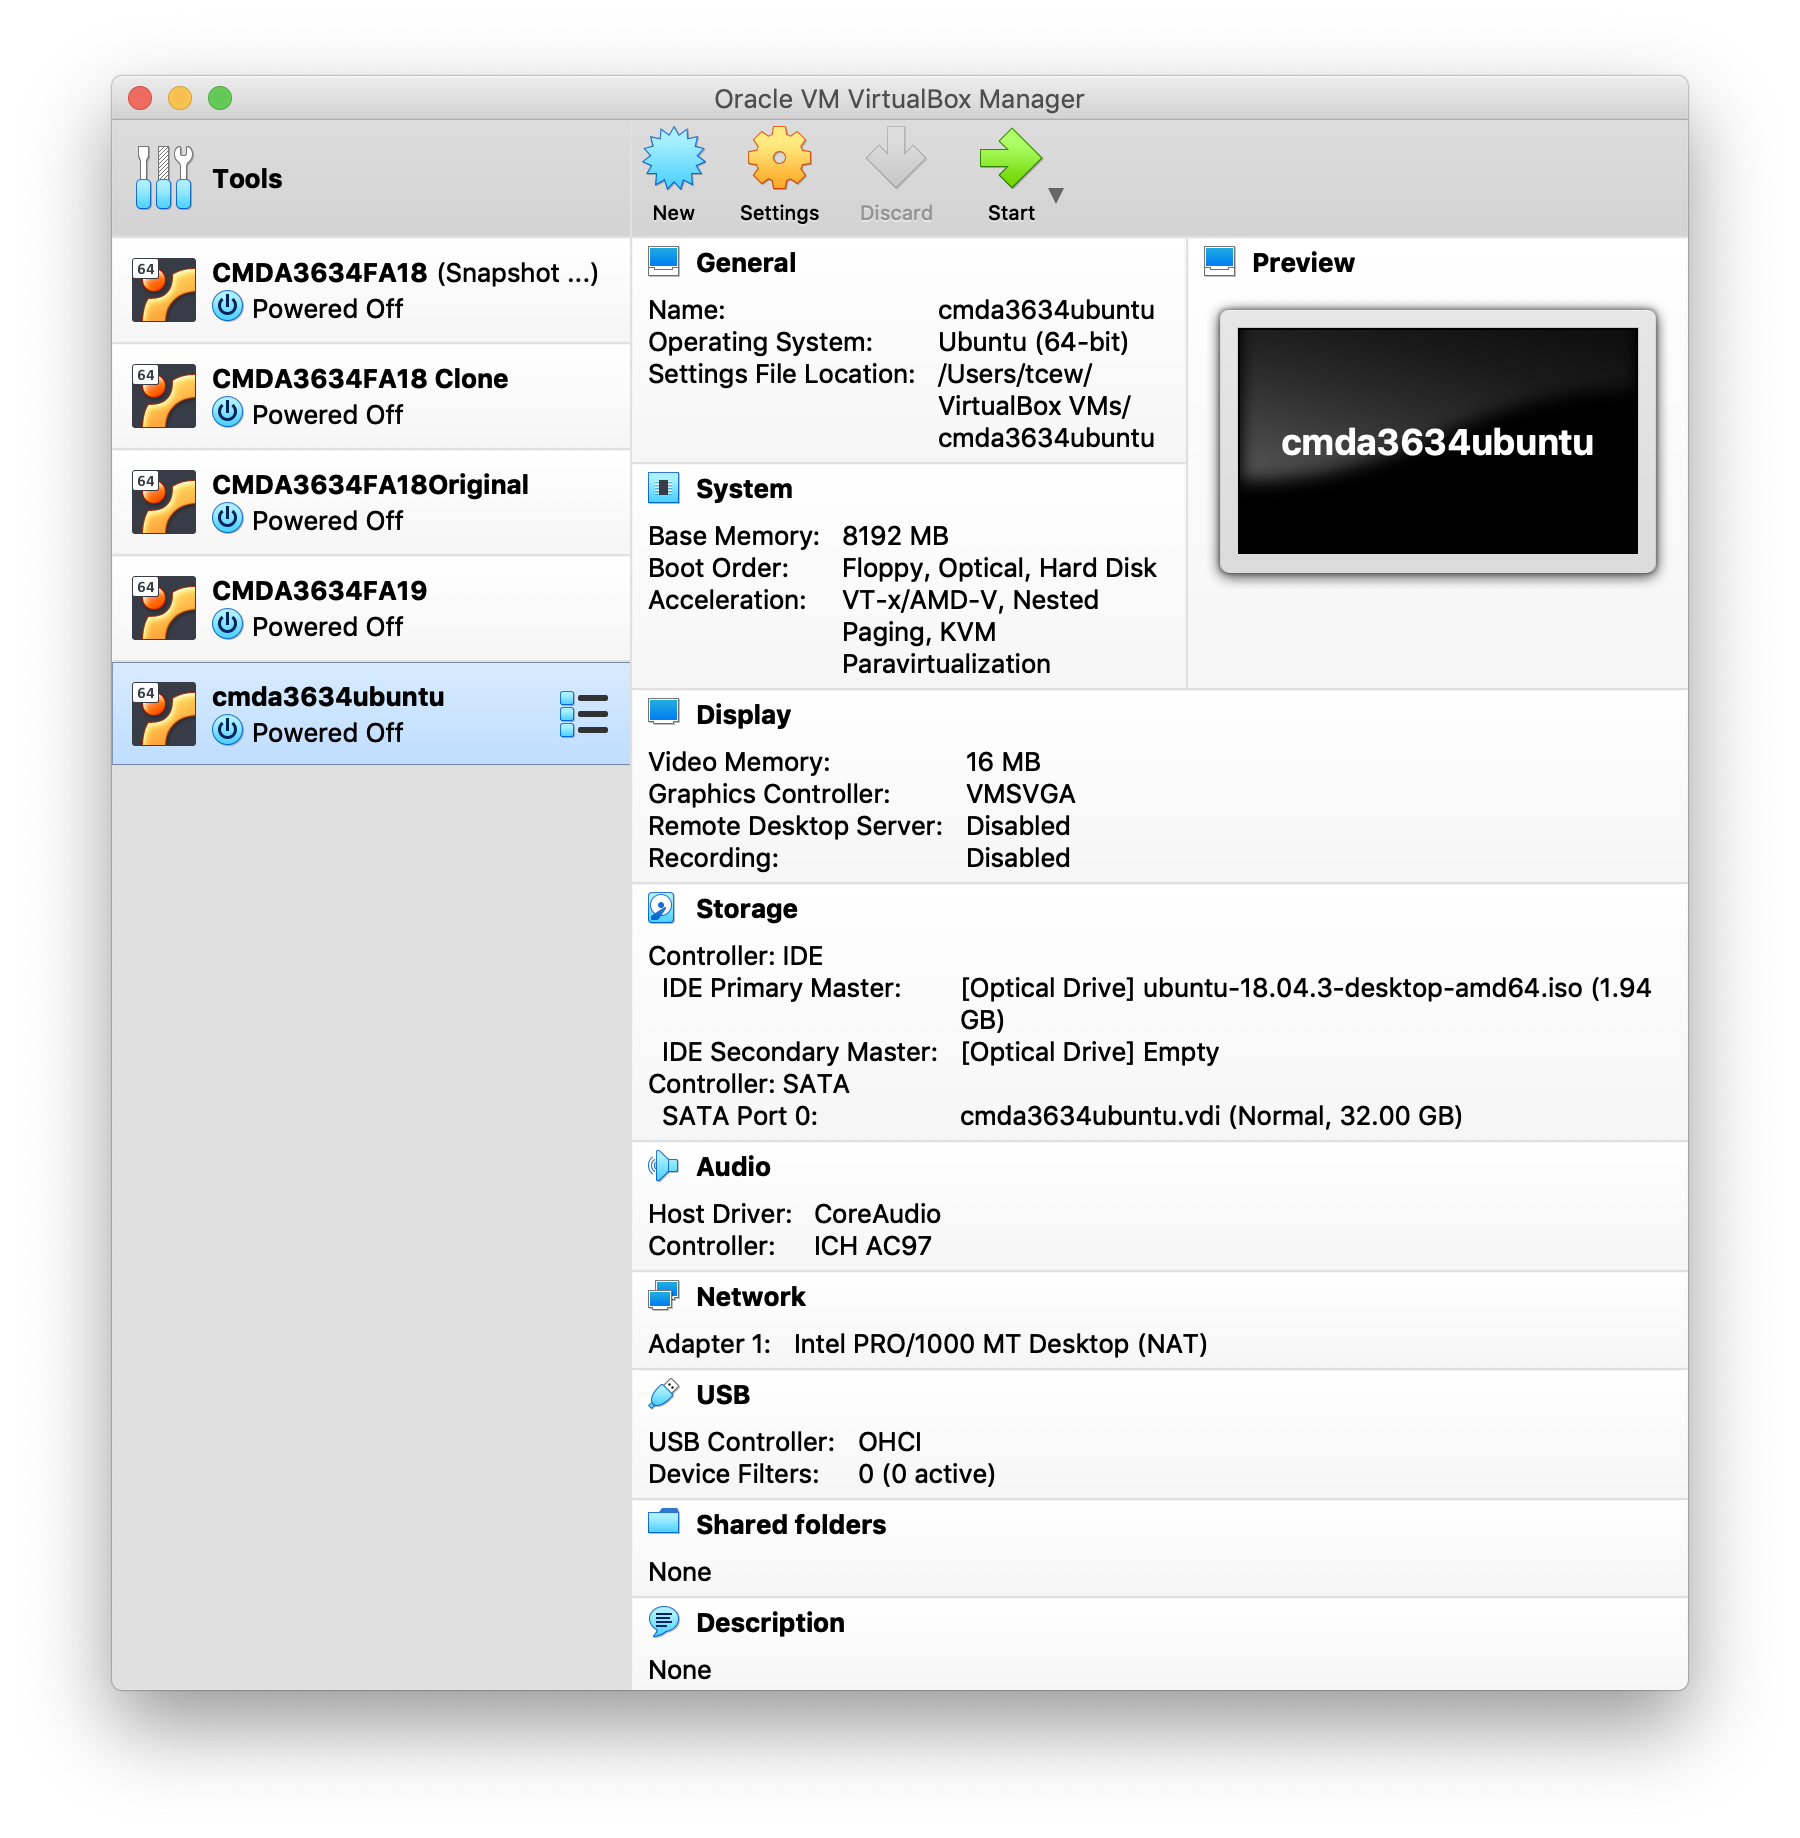 Oracle VM VirtualBox Manager
Tools
New
Settings
Discard
Start
64
CMDA3634FA18 (Snapshot ...)
Powered Off
64
CMDA3634FA18 Clone
Powered Off
64
CMDA3634FA18Original
Powered Off
64
CMDA3634FA19
Powered Off
64
cmda3634ubuntu
Powered Off
General
Name: cmda3634ubuntu
Operating System: Ubuntu (64-bit)
Settings File Location: /Users/tcew/
VirtualBox VMs/
cmda3634ubuntu
Preview
cmda3634ubuntu
System
Base Memory: 8192 MB
Boot Order: Floppy, Optical, Hard Disk
Acceleration: VT-x/AMD-V, Nested
Paging, KVM
Paravirtualization
Display
Video Memory: 16 MB
Graphics Controller: VMSVGA
Remote Desktop Server: Disabled
Recording: Disabled
Storage
Controller: IDE
IDE Primary Master: [Optical Drive] ubuntu-18.04.3-desktop-amd64.iso (1.94
GB)
IDE Secondary Master: [Optical Drive] Empty
Controller: SATA
SATA Port 0: cmda3634ubuntu.vdi (Normal, 32.00 GB)
Audio
Host Driver: CoreAudio
Controller: ICH AC97
Network
Adapter 1: Intel PRO/1000 MT Desktop (NAT)
USB
USB Controller: OHCI
Device Filters: 0 (0 active)
Shared folders
None
Description
None